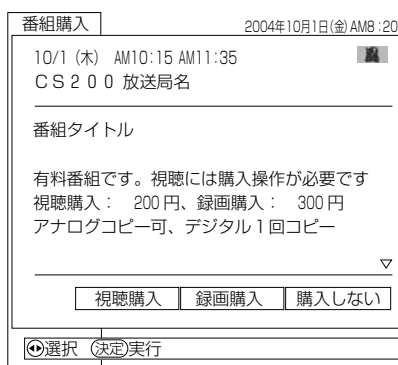 番組購入 2004年10月1日(金)AM8:20
10/1 (木) AM10:15 AM11:35
CS200 放送局名
番組タイトル
有料番組です。視聴には購入操作が必要です
視聴購入： 200円、録画購入： 300円
アナログコピー可、デジタル1回コピー
視聴購入 録画購入 購入しない
選択 決定実行